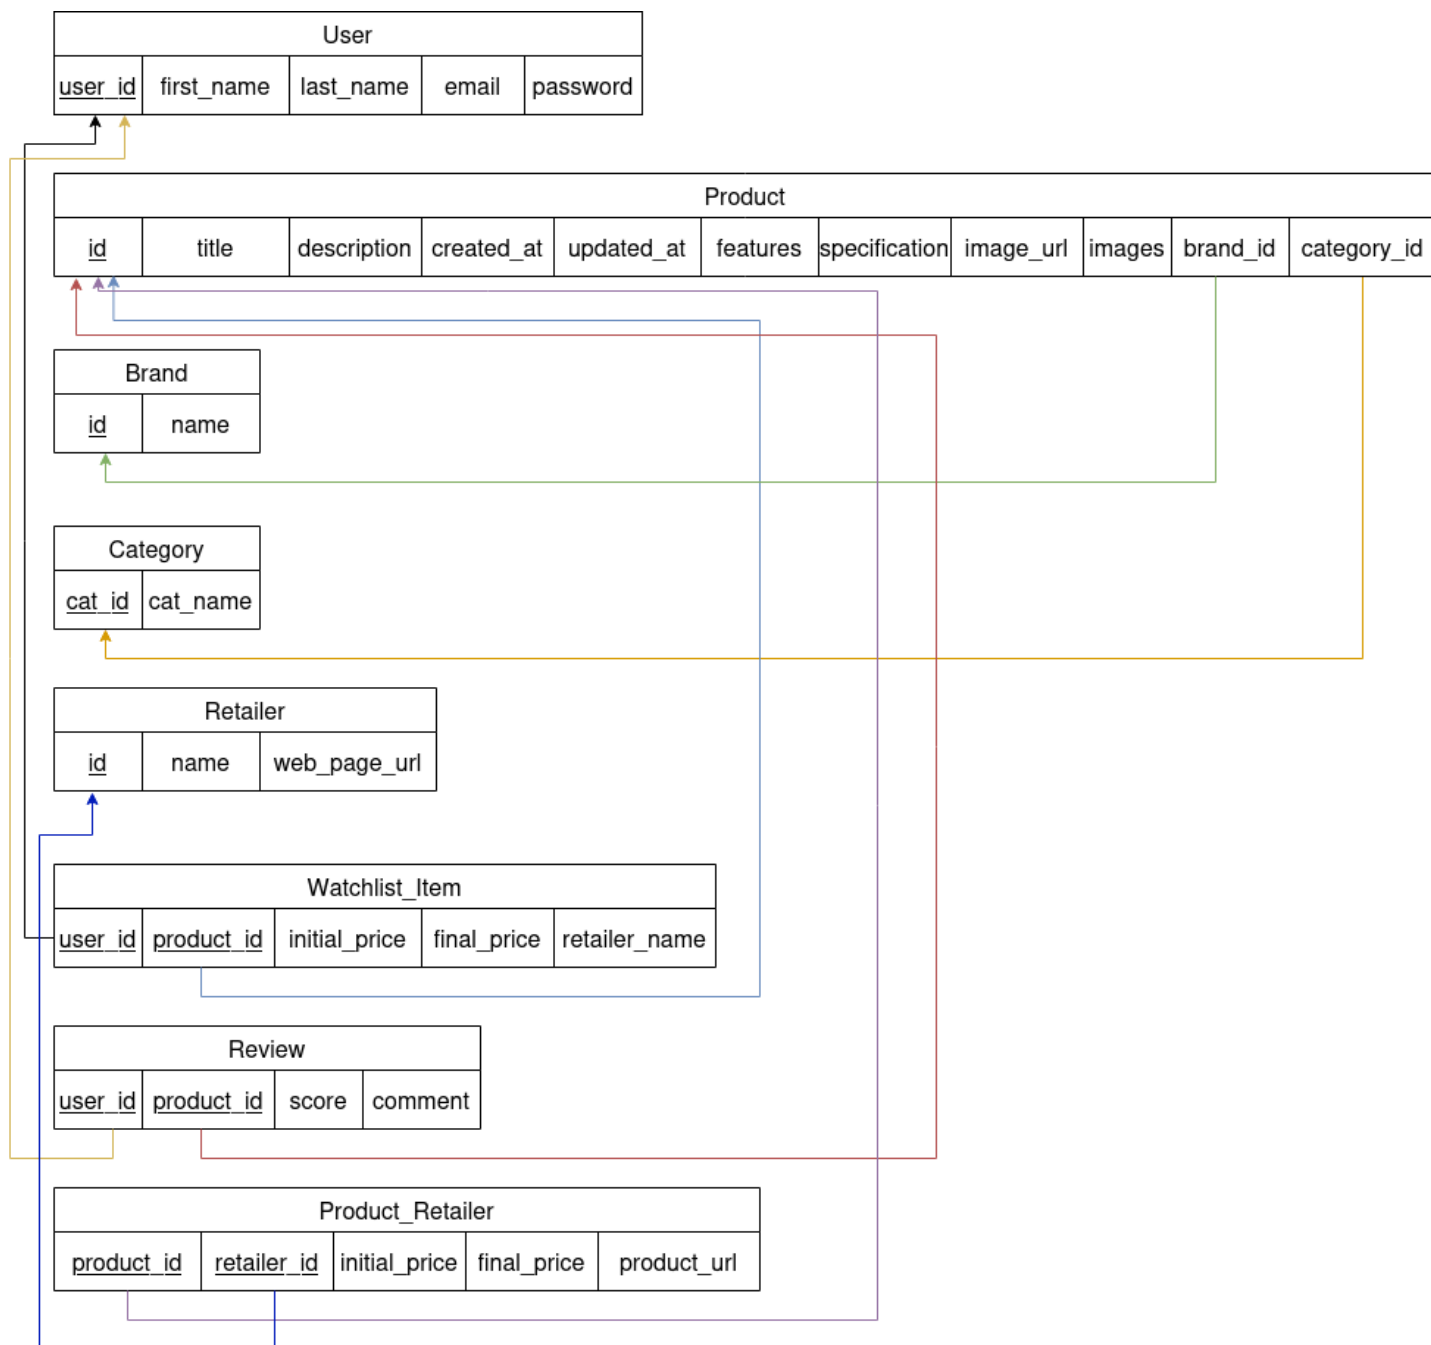 User
user_id first_name last_name email password
Product
id title description created_at updated_at features specification image_url images brand_id category_id
Brand
id name
Category
cat_id cat_name
Retailer
id name web_page_url
Watchlist_Item
user_id product_id initial_price final_price retailer_name
Review
user_id product_id score comment
Product_Retailer
product_id retailer_id initial_price final_price product_url